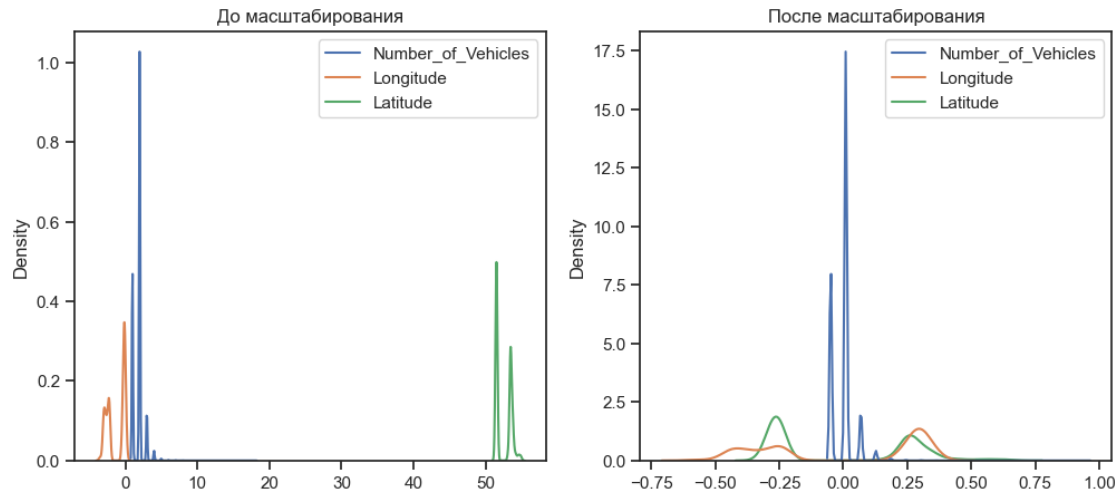 До масштабирования
Density
1.0
0.8
0.6
0.4
0.2
0.0
0 10 20 30 40 50
Number_of_Vehicles
Longitude
Latitude
После масштабирования
Density
17.5
15.0
12.5
10.0
7.5
5.0
2.5
0.0
−0.75 −0.50 −0.25 0.00 0.25 0.50 0.75 1.00
Number_of_Vehicles
Longitude
Latitude